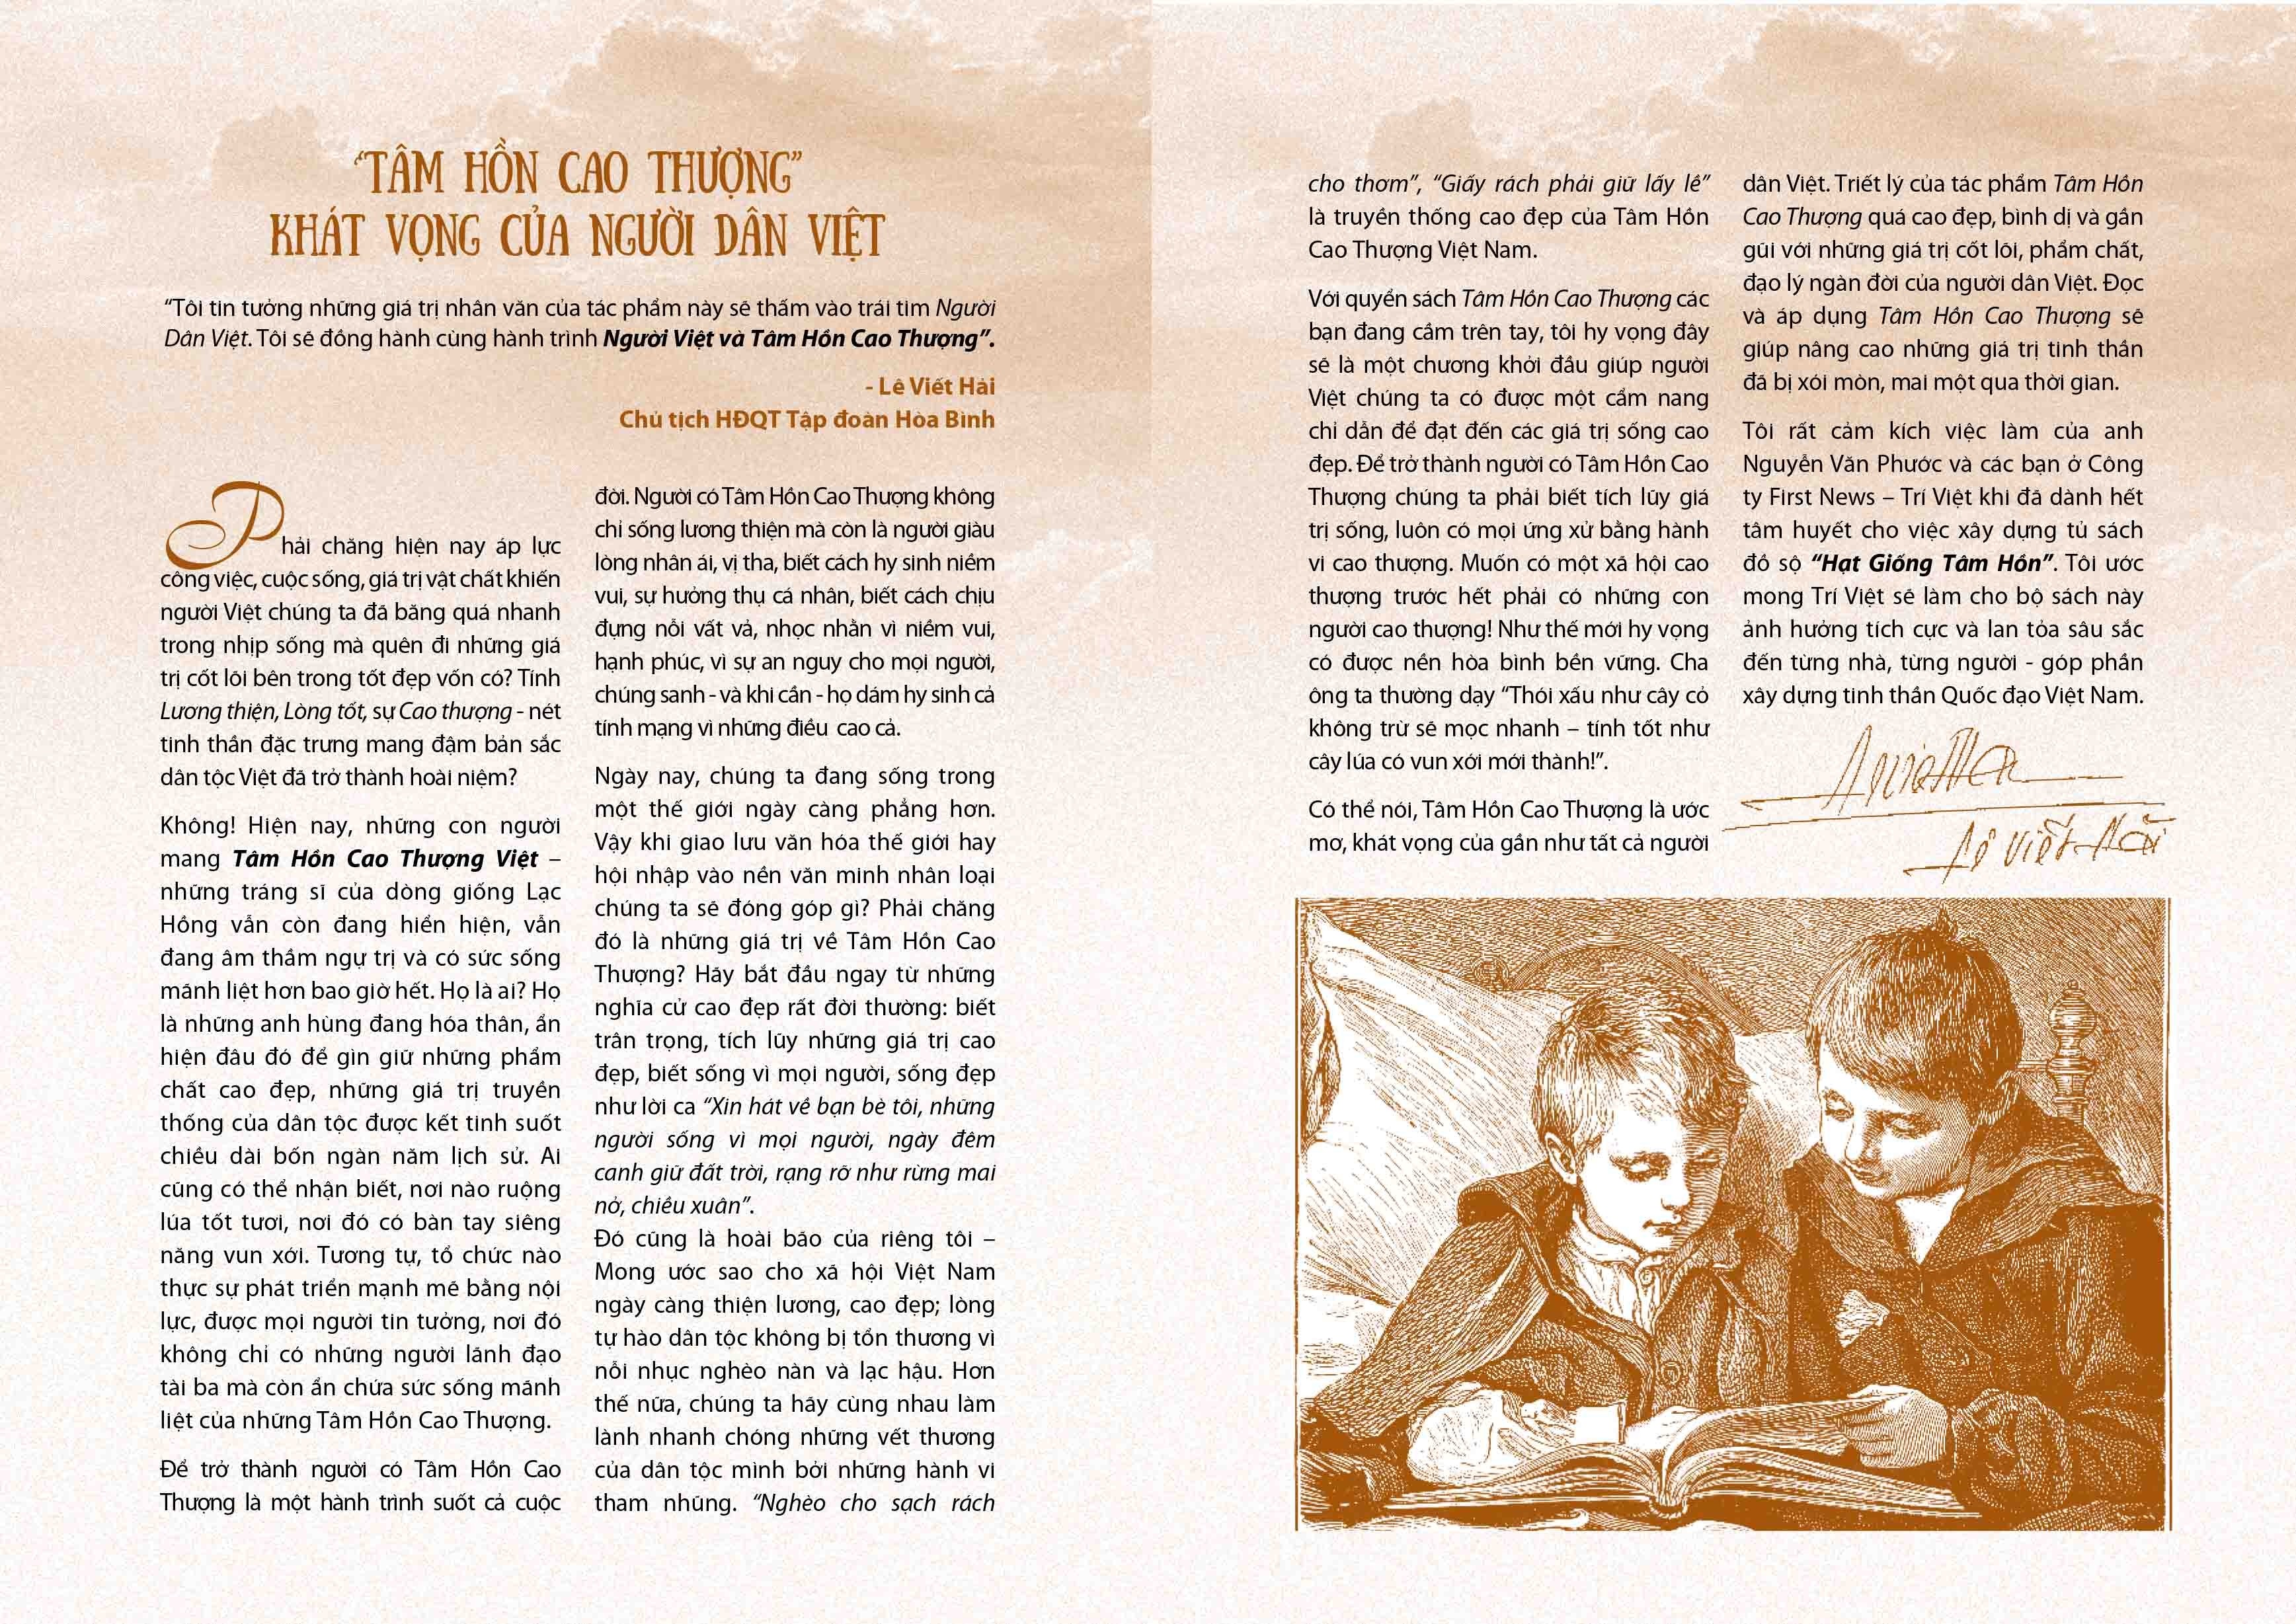 “TÂM HỒN CAO THƯỢNG”
KHÁT VỌNG CỦA NGƯỜI DÂN VIỆT
“Tôi tin tưởng những giá trị nhân văn của tác phẩm này sẽ thấm vào trái tim Người
Dân Việt. Tôi sẽ đồng hành cùng hành trình Người Việt và Tâm Hồn Cao Thượng”.
- Lê Viết Hải
Chủ tịch HĐQT Tập đoàn Hòa Bình
Phải chăng hiện nay áp lực
công việc, cuộc sống, giá trị vật chất khiến
người Việt chúng ta đã băng quá nhanh
trong nhịp sống mà quên đi những giá
trị cốt lõi bên trong tốt đẹp vốn có? Tính
Lương thiện, Lòng tốt, sự Cao thượng - nét
tinh thần đặc trưng mang đậm bản sắc
dân tộc Việt đã trở thành hoài niệm?
Không! Hiện nay, những con người
mang Tâm Hồn Cao Thượng Việt –
những tráng sĩ của dòng giống Lạc
Hồng vẫn còn đang hiển hiện, vẫn
đang âm thầm ngự trị và có sức sống
mãnh liệt hơn bao giờ hết. Họ là ai? Họ
là những anh hùng đang hóa thân, ẩn
hiện đâu đó để gìn giữ những phẩm
chất cao đẹp, những giá trị truyền
thống của dân tộc được kết tinh suốt
chiều dài bốn ngàn năm lịch sử. Ai
cũng có thể nhận biết, nơi nào ruộng
lúa tốt tươi, nơi đó có bàn tay siêng
năng vun xới. Tương tự, tổ chức nào
thực sự phát triển mạnh mẽ bằng nội
lực, được mọi người tin tưởng, nơi đó
không chỉ có những người lãnh đạo
tài ba mà còn ẩn chứa sức sống mãnh
liệt của những Tâm Hồn Cao Thượng.
Để trở thành người có Tâm Hồn Cao
Thượng là một hành trình suốt cả cuộc
đời. Người có Tâm Hồn Cao Thượng không
chỉ sống lương thiện mà còn là người giàu
lòng nhân ái, vị tha, biết cách hy sinh niềm
vui, sự hưởng thụ cá nhân, biết cách chịu
đựng nỗi vất vả, nhọc nhằn vì niềm vui,
hạnh phúc, vì sự an nguy cho mọi người,
chúng sanh - và khi cần - họ dám hy sinh cả
tính mạng vì những điều cao cả.
Ngày nay, chúng ta đang sống trong
một thế giới ngày càng phẳng hơn.
Vậy khi giao lưu văn hóa thế giới hay
hội nhập vào nền văn minh nhân loại
chúng ta sẽ đóng góp gì? Phải chăng
đó là những giá trị về Tâm Hồn Cao
Thượng? Hãy bắt đầu ngay từ những
nghĩa cử cao đẹp rất đời thường: biết
trân trọng, tích lũy những giá trị cao
đẹp, biết sống vì mọi người, sống đẹp
như lời ca “Xin hát về bạn bè tôi, những
người sống vì mọi người, ngày đêm
canh giữ đất trời, rạng rỡ như rừng mai
nở, chiều xuân”.
Đó cũng là hoài bão của riêng tôi –
Mong ước sao cho xã hội Việt Nam
ngày càng thiện lương, cao đẹp; lòng
tự hào dân tộc không bị tổn thương vì
nỗi nhục nghèo nàn và lạc hậu. Hơn
thế nữa, chúng ta hãy cùng nhau làm
lành nhanh chóng những vết thương
của dân tộc mình bởi những hành vi
tham nhũng. “Nghèo cho sạch rách
cho thơm”, “Giấy rách phải giữ lấy lề”
là truyền thống cao đẹp của Tâm Hồn
Cao Thượng Việt Nam.
Với quyển sách Tâm Hồn Cao Thượng các
bạn đang cầm trên tay, tôi hy vọng đây
sẽ là một chương khởi đầu giúp người
Việt chúng ta có được một cẩm nang
chỉ dẫn để đạt đến các giá trị sống cao
đẹp. Để trở thành người có Tâm Hồn Cao
Thượng chúng ta phải biết tích lũy giá
trị sống, luôn có mọi ứng xử bằng hành
vi cao thượng. Muốn có một xã hội cao
thượng trước hết phải có những con
người cao thượng! Như thế mới hy vọng
có được nền hòa bình bền vững. Cha
ông ta thường dạy “Thói xấu như cây cỏ
không trừ sẽ mọc nhanh – tính tốt như
cây lúa có vun xới mới thành!”.
Có thể nói, Tâm Hồn Cao Thượng là ước
mơ, khát vọng của gần như tất cả người
dân Việt. Triết lý của tác phẩm Tâm Hồn
Cao Thượng quá cao đẹp, bình dị và gần
gũi với những giá trị cốt lõi, phẩm chất,
đạo lý ngàn đời của người dân Việt. Đọc
và áp dụng Tâm Hồn Cao Thượng sẽ
giúp nâng cao những giá trị tinh thần
đã bị xói mòn, mai một qua thời gian.
Tôi rất cảm kích việc làm của anh
Nguyễn Văn Phước và các bạn ở Công
ty First News – Trí Việt khi đã dành hết
tâm huyết cho việc xây dựng tủ sách
đồ sộ “Hạt Giống Tâm Hồn”. Tôi ước
mong Trí Việt sẽ làm cho bộ sách này
ảnh hưởng tích cực và lan tỏa sâu sắc
đến từng nhà, từng người - góp phần
xây dựng tinh thần Quốc đạo Việt Nam.
Lê Viết Hải